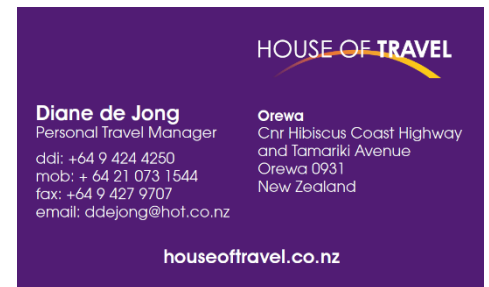 HOUSE OF TRAVEL
Diane de Jong
Personal Travel Manager
ddi: +64 9 424 4250
mob: + 64 21 073 1544
fax: +64 9 427 9707
email: ddejong@hot.co.nz
Orewa
Cnr Hibiscus Coast Highway
and Tamariki Avenue
Orewa 0931
New Zealand
houseoftravel.co.nz